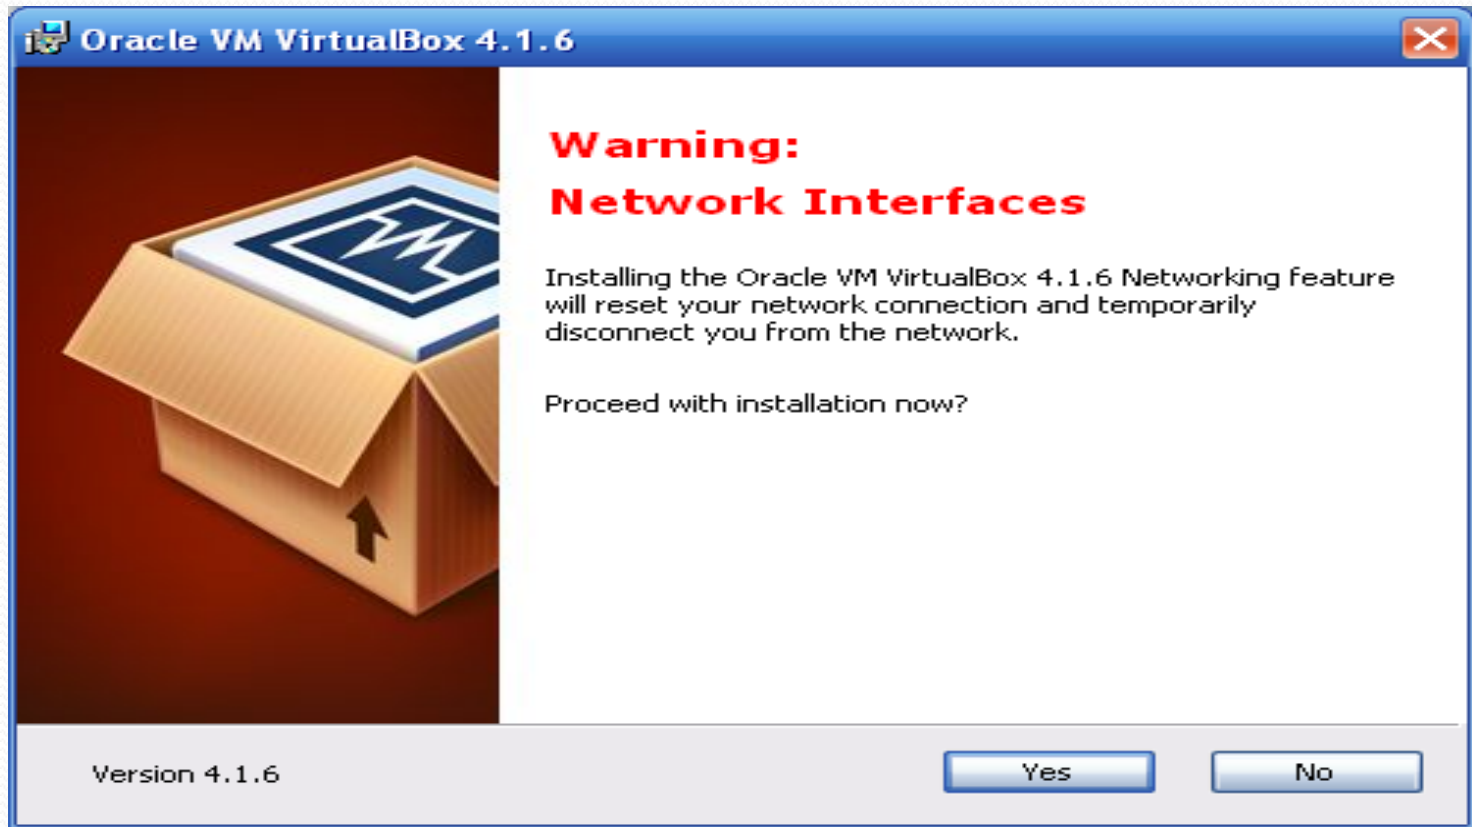 Oracle VM VirtualBox 4.1.6
Warning:
Network Interfaces
Installing the Oracle VM VirtualBox 4.1.6 Networking feature
will reset your network connection and temporarily
disconnect you from the network.
Proceed with installation now?
Version 4.1.6
Yes
No